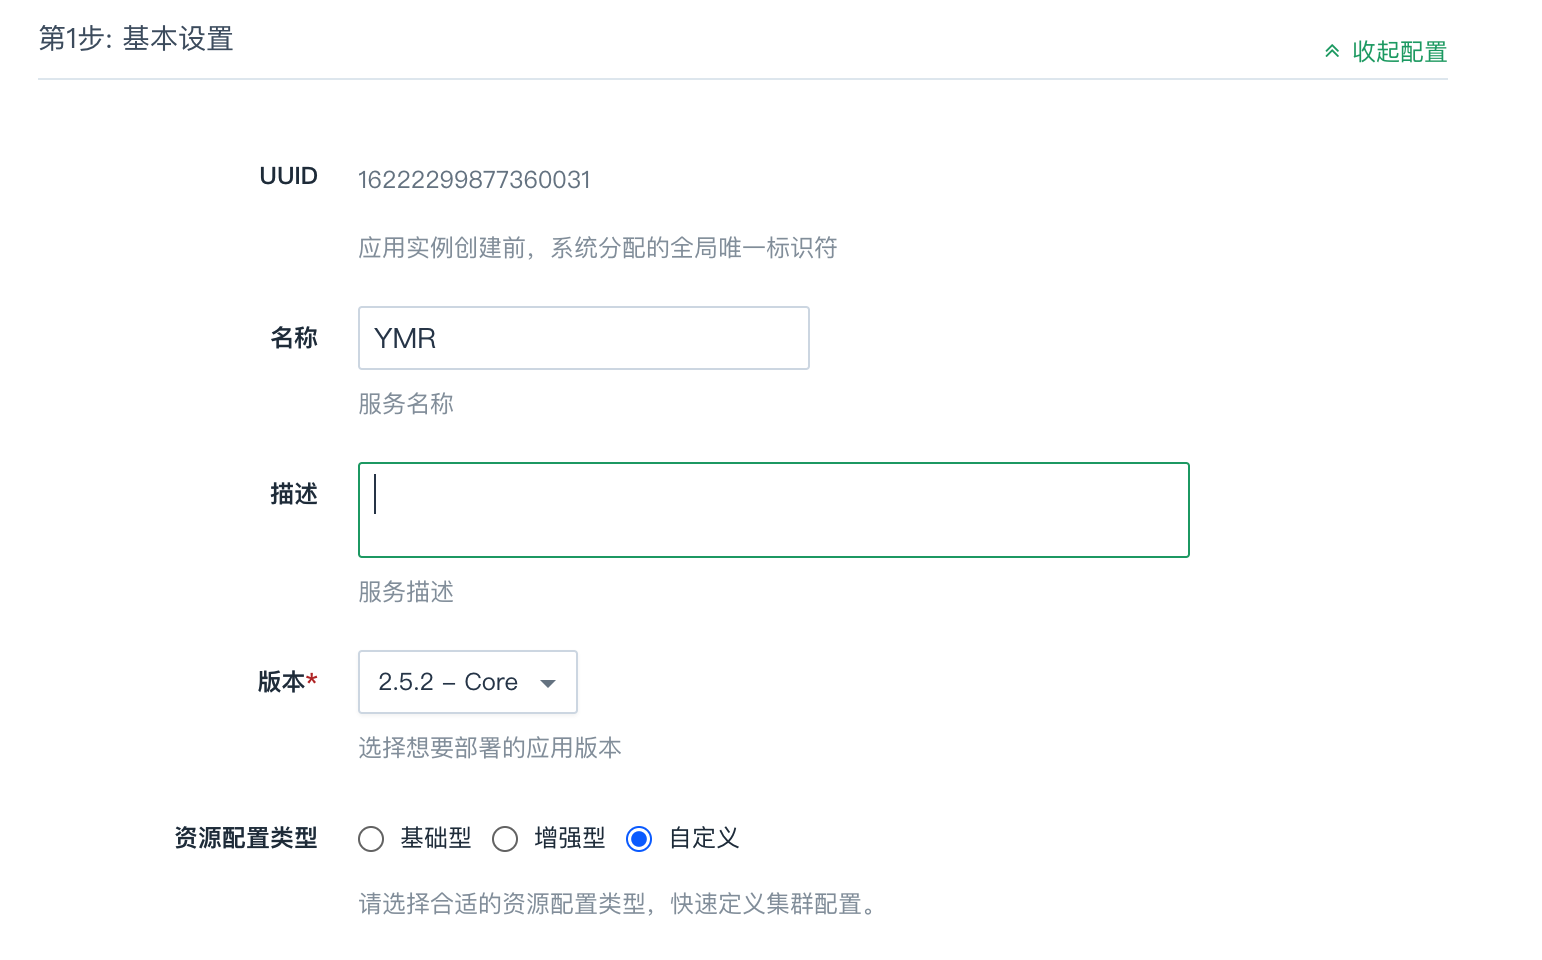 第1步: 基本设置
收起配置
UUID 16222299877360031
应用实例创建前，系统分配的全局唯一标识符
名称 YMR
服务名称
描述
服务描述
版本* 2.5.2 – Core
选择想要部署的应用版本
资源配置类型 基础型 增强型 自定义
请选择合适的资源配置类型，快速定义集群配置。